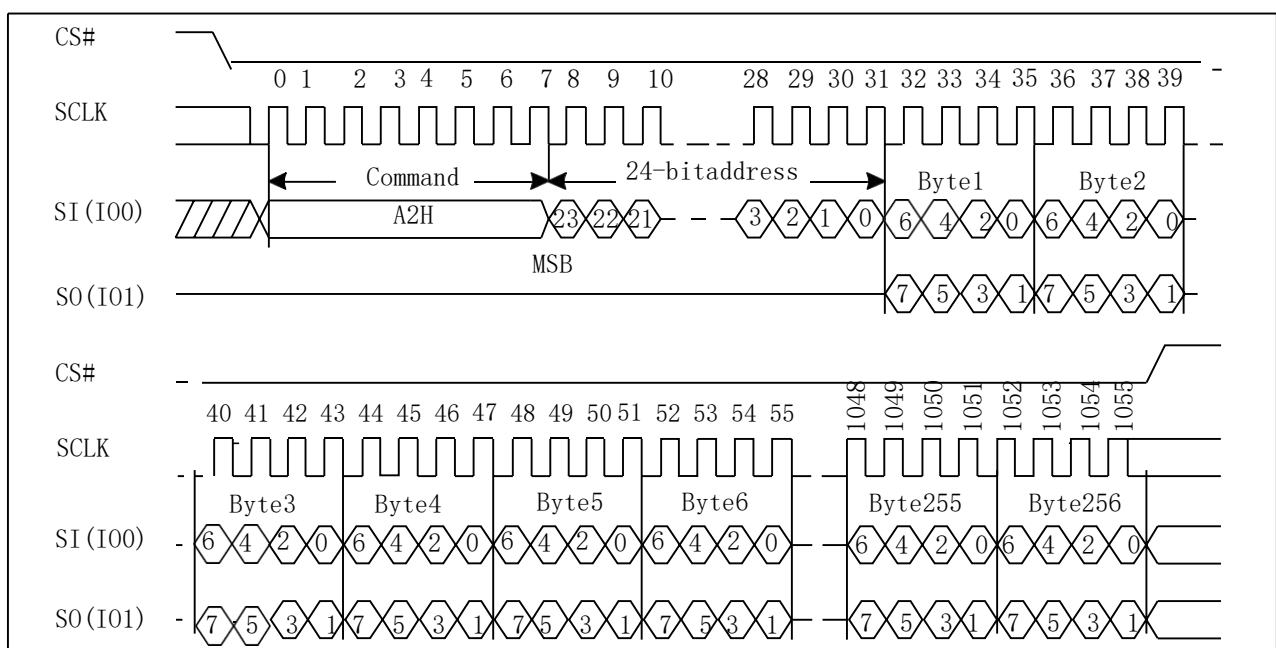 CS#
0 1 2 3 4 5 6 7 8 9 10 28 29 30 31 32 33 34 35 36 37 38 39
SCLK
Command 24-bitaddress Byte1 Byte2
SI(IO0) A2H 23 22 21 3 2 1 0 6 4 2 0 6 4 2 0
MSB
SO(IO1) 7 5 3 1 7 5 3 1
CS#
40 41 42 43 44 45 46 47 48 49 50 51 52 53 54 55 1048 1049 1050 1051 1052 1053 1054 1055
SCLK
Byte3 Byte4 Byte5 Byte6 Byte255 Byte256
SI(IO0) 6 4 2 0 6 4 2 0 6 4 2 0 6 4 2 0 6 4 2 0 6 4 2 0
SO(IO1) 7 5 3 1 7 5 3 1 7 5 3 1 7 5 3 1 7 5 3 1 7 5 3 1